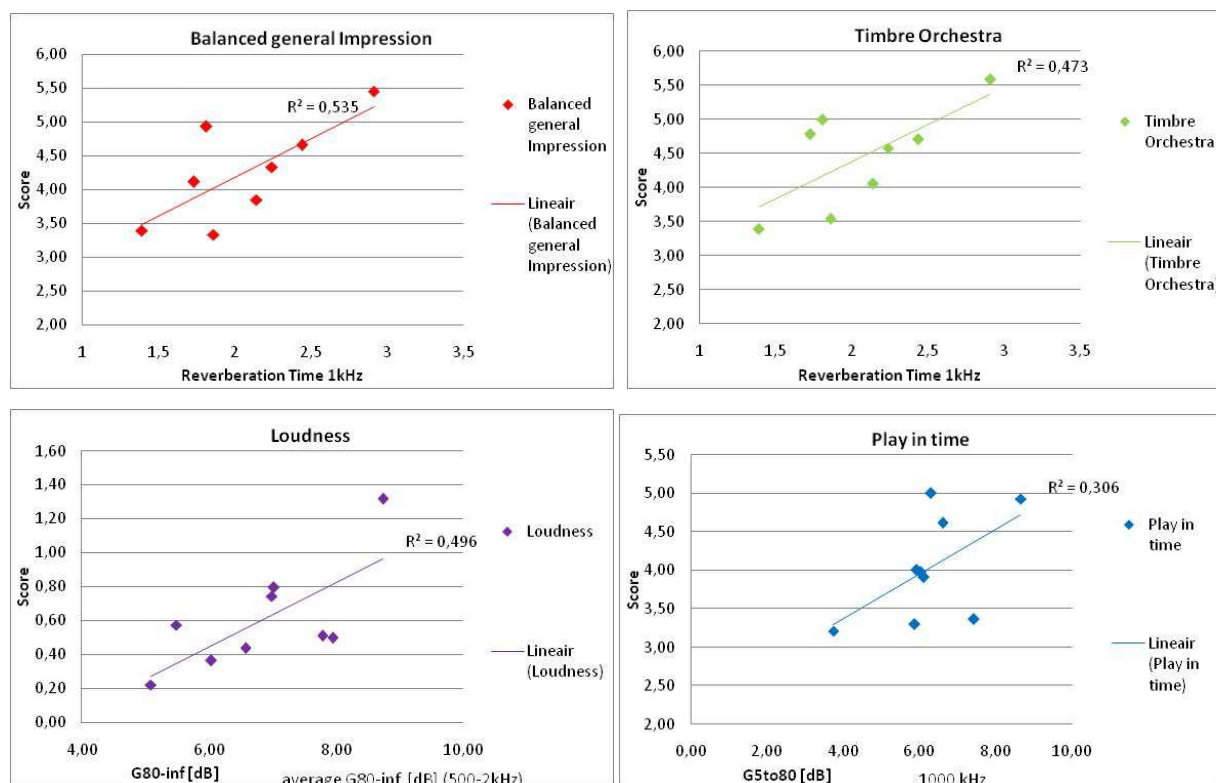 Balanced general Impression
6,00
5,50
5,00
4,50
4,00
3,50
3,00
2,50
2,00
Score
R² = 0,535
1
1,5
2
2,5
3
3,5
Reverberation Time 1kHz
Balanced
general
Impression
Lineair
(Balanced
general
Impression)
Timbre Orchestra
6,00
5,50
5,00
4,50
4,00
3,50
3,00
2,50
2,00
Score
R² = 0,473
1
1,5
2
2,5
3
3,5
Reverberation Time 1kHz
Timbre
Orchestra
Lineair
(Timbre
Orchestra)
Loudness
1,60
1,40
1,20
1,00
0,80
0,60
0,40
0,20
0,00
Score
R² = 0,496
4,00
6,00
8,00
10,00
G80-inf [dB]
average G80-inf [dB] (500-2kHz)
Loudness
Lineair
(Loudness)
Play in time
5,50
5,00
4,50
4,00
3,50
3,00
2,50
2,00
Score
R² = 0,306
0,00
2,00
4,00
6,00
8,00
10,00
G5to80 [dB]
1000 kHz
Play in
time
Lineair
(Play in
time)